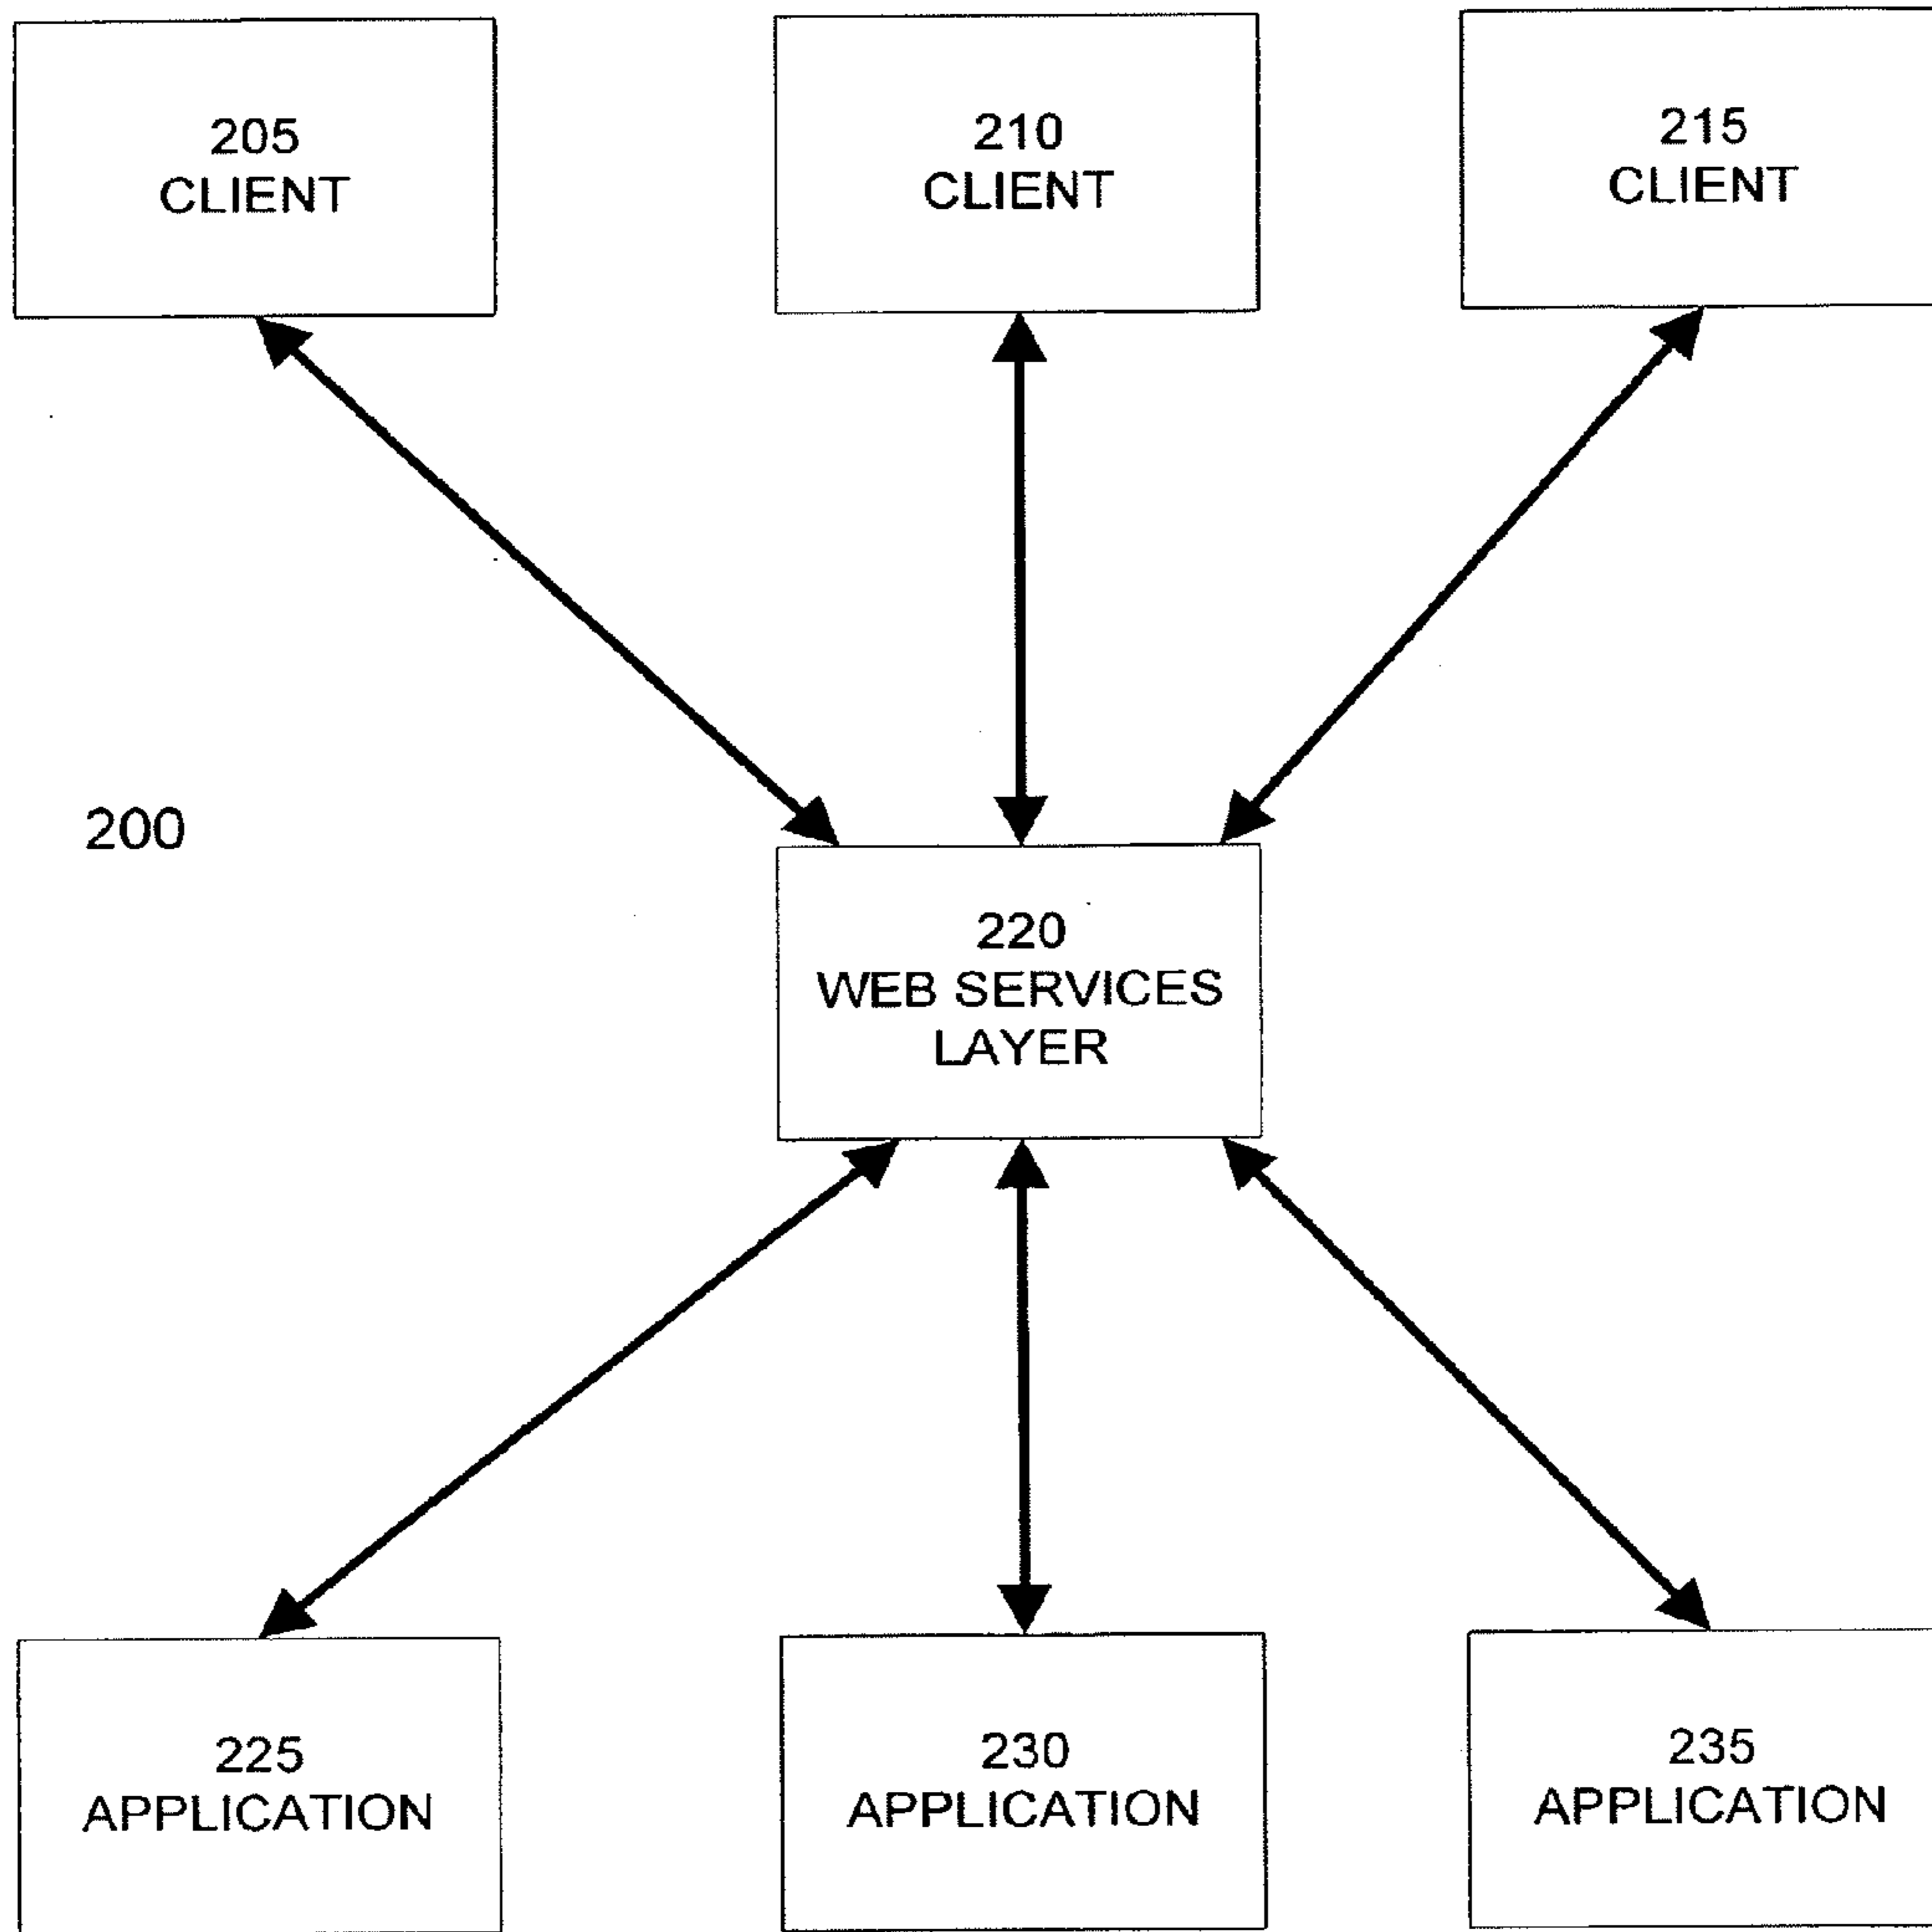 205
CLIENT
210
CLIENT
215
CLIENT
200
220
WEB SERVICES
LAYER
225
APPLICATION
230
APPLICATION
235
APPLICATION